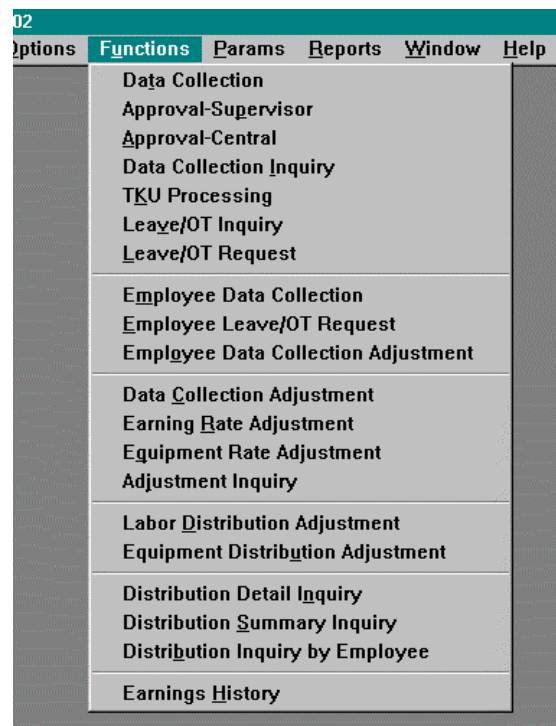 02
Options Functions Params Reports Window Help
Data Collection
Approval-Supervisor
Approval-Central
Data Collection Inquiry
TKU Processing
Leave/OT Inquiry
Leave/OT Request
Employee Data Collection
Employee Leave/OT Request
Employee Data Collection Adjustment
Data Collection Adjustment
Earning Rate Adjustment
Equipment Rate Adjustment
Adjustment Inquiry
Labor Distribution Adjustment
Equipment Distribution Adjustment
Distribution Detail Inquiry
Distribution Summary Inquiry
Distribution Inquiry by Employee
Earnings History